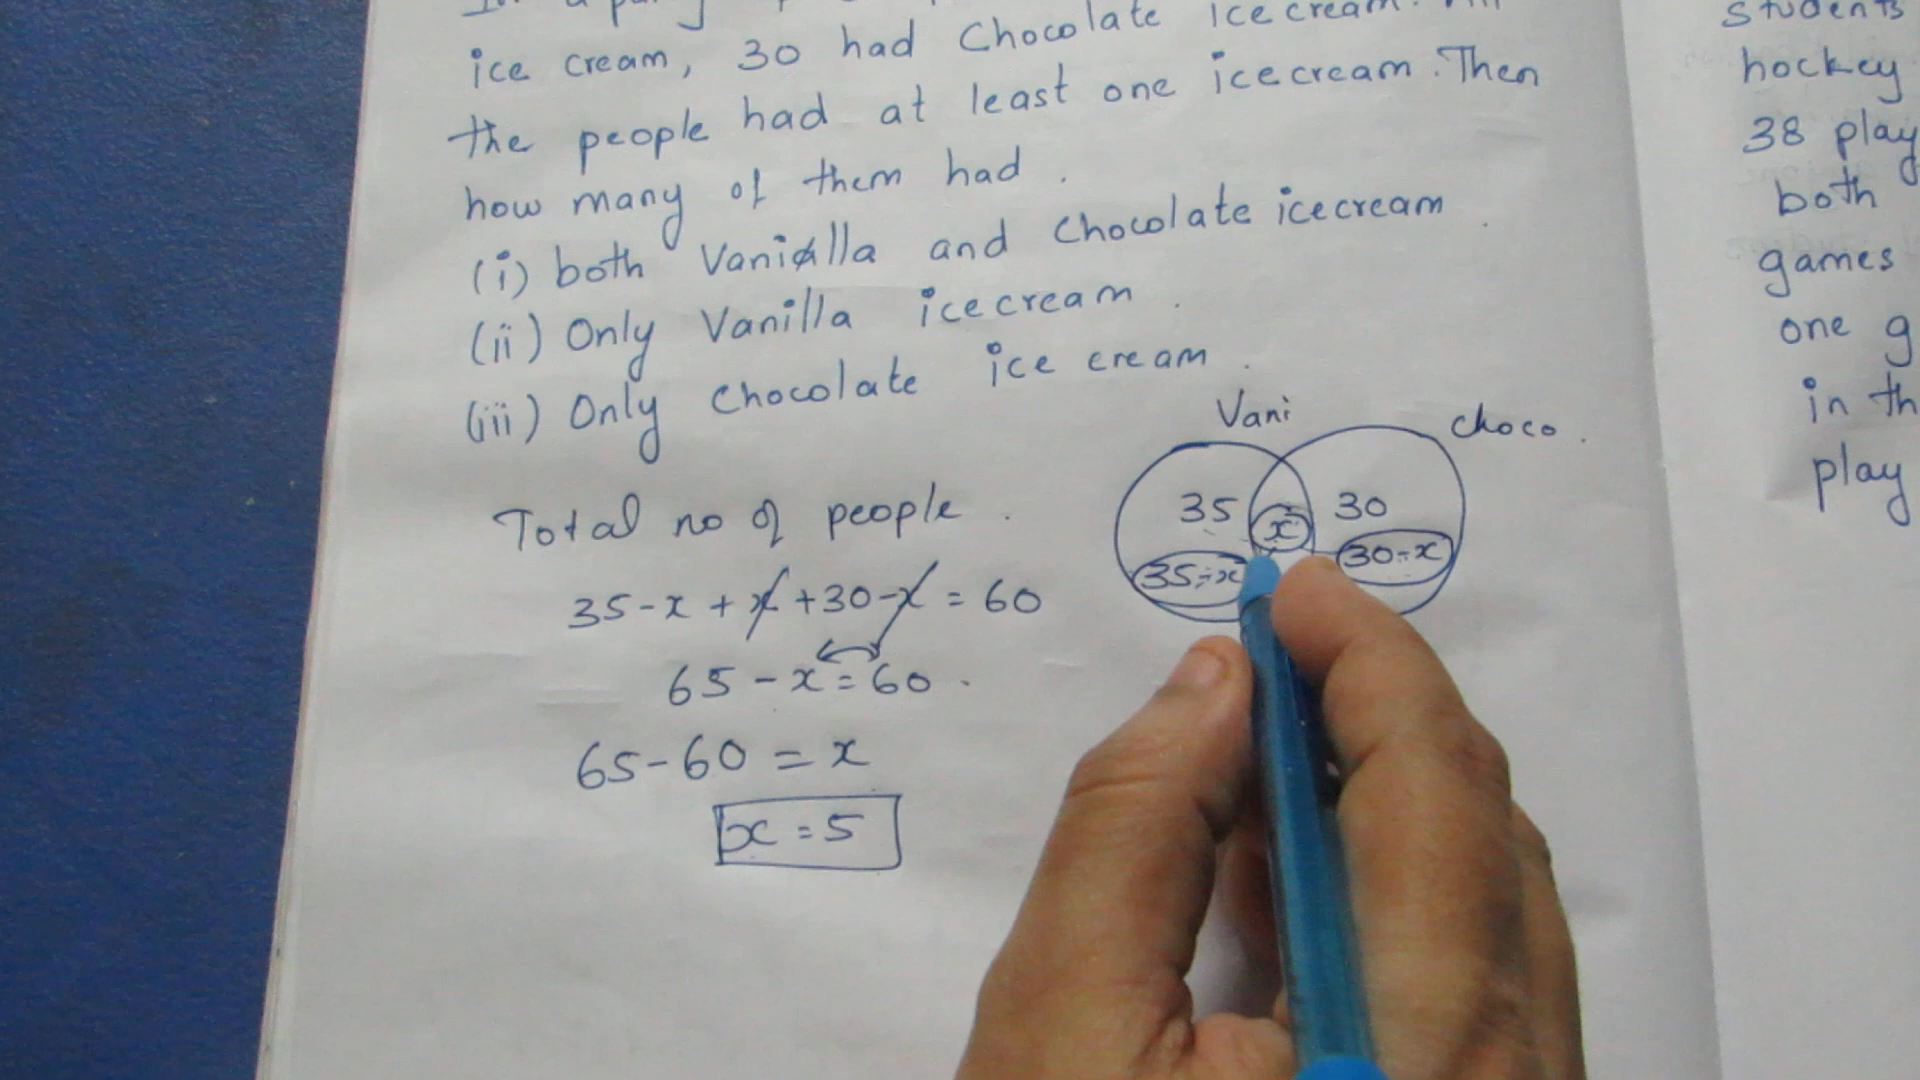 ice cream, 30 had Chocolate ice cream.
the people had at least one icecream. Then
how many of them had.
(i) both Vanialla and Chocolate icecream.
(ii) Only Vanilla icecream.
(iii) Only Chocolate ice cream.
Vani choco.
35 x 30
35-x 30-x
Total no of people.
35-x + x +30-x = 60
65 - x = 60.
65-60 = x
x = 5
students
hockey
38 play
both
games
one g
in th
play